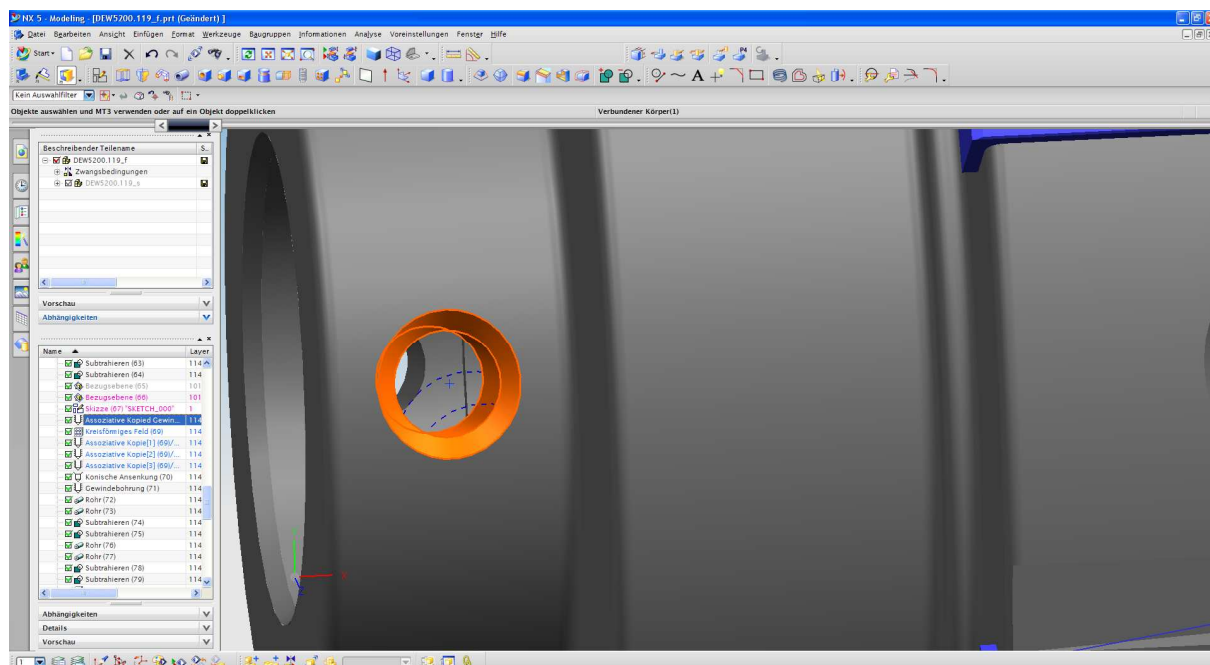 NX 5 - Modeling - [DEW5200.119_f.prt (Geändert) ]
Datei Bearbeiten Ansicht Einfügen Format Werkzeuge Baugruppen Informationen Analyse Voreinstellungen Fenster Hilfe
Start
Kein Auswahlfilter
Objekte auswählen und MT3 verwenden oder auf ein Objekt doppelklicken Verbundener Körper(1)
Beschreibender Teilename S..
DEW5200.119_f
Zwangsbedingungen
DEW5200.119_s
Vorschau
Abhängigkeiten
Name Layer
Subtrahieren (63) 114
Subtrahieren (64) 114
Bezugsebene (65) 101
Bezugsebene (66) 101
Skizze (67) "SKETCH_000" 1
Assoziative Kopied Gewin... 114
Kreisförmiges Feld (69) 114
Assoziative Kopie[1] (69)/... 114
Assoziative Kopie[2] (69)/... 114
Assoziative Kopie[3] (69)/... 114
Konische Ansenkung (70) 114
Gewindebohrung (71) 114
Rohr (72) 114
Rohr (73) 114
Subtrahieren (74) 114
Subtrahieren (75) 114
Rohr (76) 114
Rohr (77) 114
Subtrahieren (78) 114
Subtrahieren (79) 114
Abhängigkeiten
Details
Vorschau
1
X